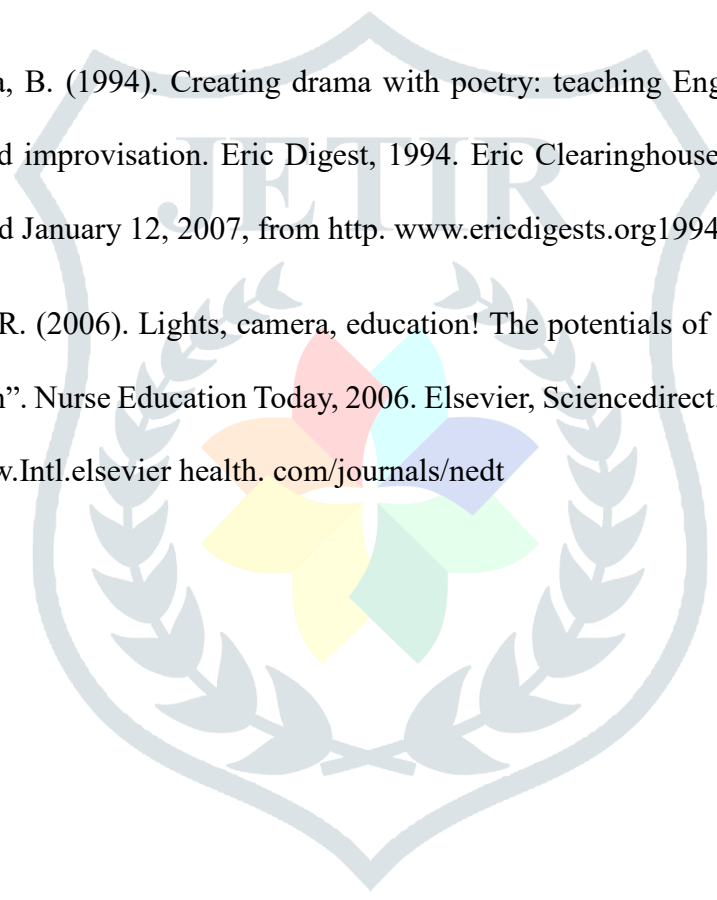 a, B. (1994). Creating drama with poetry: teaching Eng
d improvisation. Eric Digest, 1994. Eric Clearinghouse
d January 12, 2007, from http. www.ericdigests.org1994
R. (2006). Lights, camera, education! The potentials of
n”. Nurse Education Today, 2006. Elsevier, Sciencedirect.
w.Intl.elsevier health. com/journals/nedt
JETIR